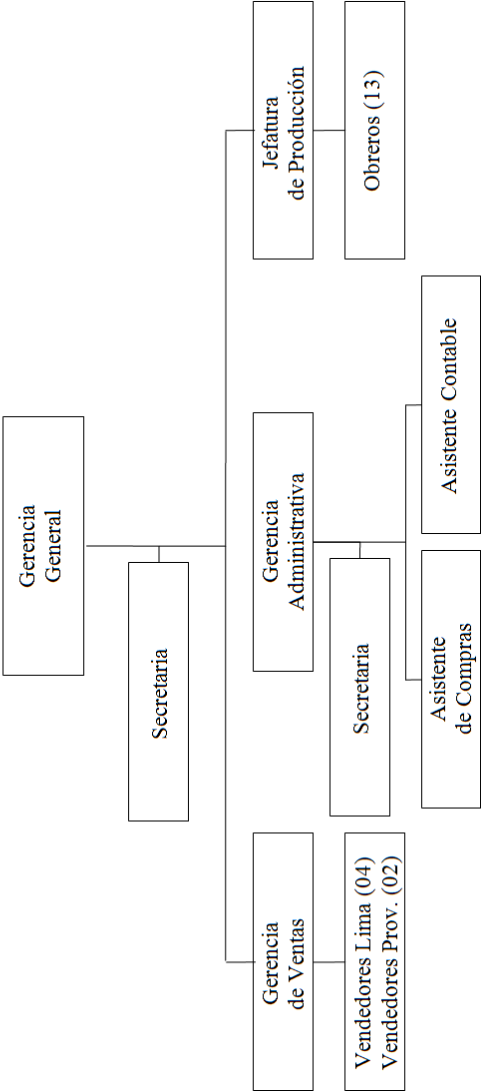 Gerencia
General
Secretaria
Gerencia
de Ventas
Gerencia
Administrativa
Jefatura
de Producción
Vendedores Lima (04)
Vendedores Prov. (02)
Secretaria
Obreros (13)
Asistente
de Compras
Asistente Contable